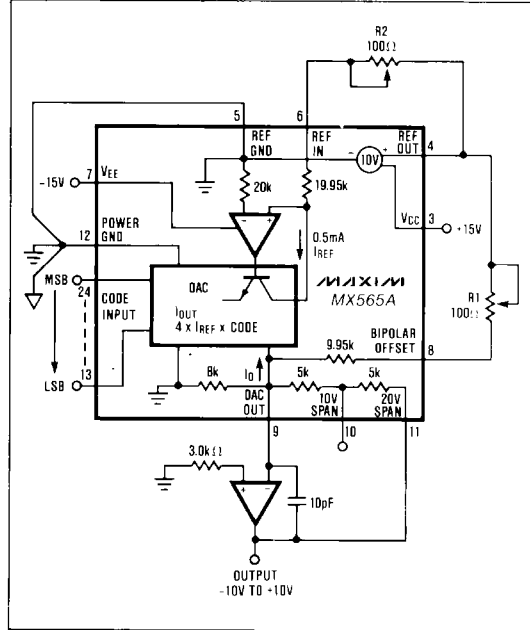 R2
100Ω
5
6
REF
GND
REF
IN
REF
OUT
4
10V
+
-
7
VEE
-15V
20k
19.95k
VCC
3
+15V
12
POWER
GND
0.5mA
IREF
MAXIM
MX565A
MSB
24
CODE
INPUT
DAC
IOUT
4 x IREF x CODE
R1
100Ω
BIPOLAR
OFFSET
8
9.95k
13
LSB
8k
IO
DAC
OUT
5k
10V
SPAN
5k
20V
SPAN
9
10
11
3.0kΩ
+
-
10pF
OUTPUT
-10V TO +10V